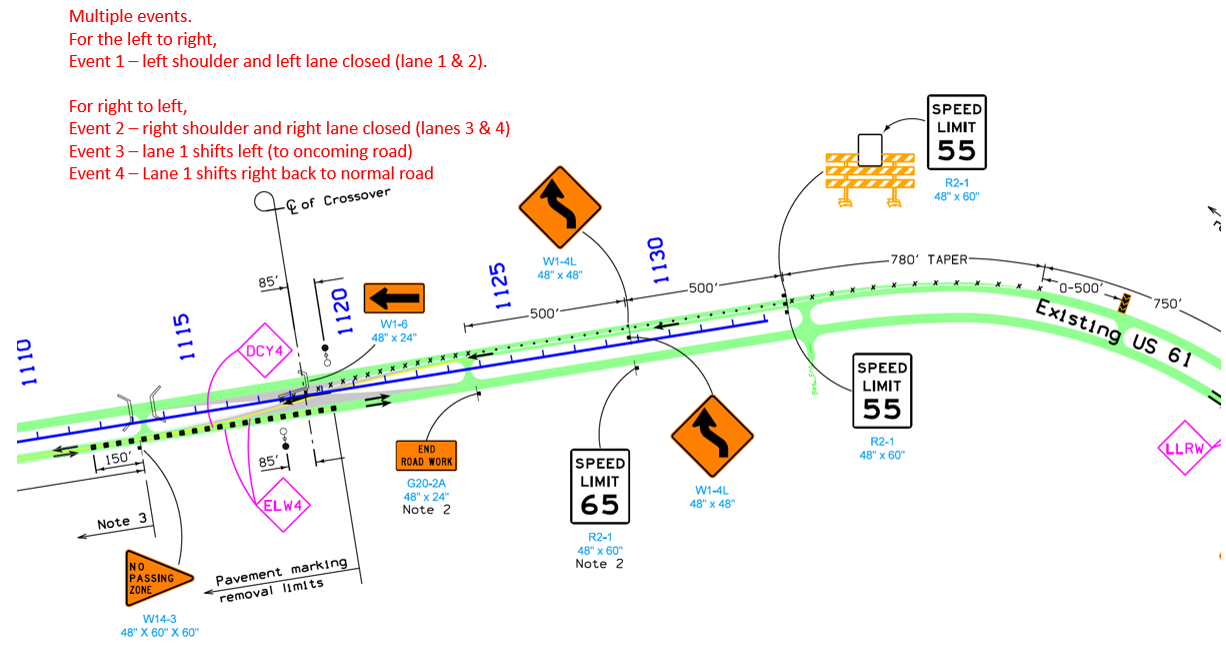 Multiple events.
For the left to right,
Event 1 – left shoulder and left lane closed (lane 1 & 2).
For right to left,
Event 2 – right shoulder and right lane closed (lanes 3 & 4)
Event 3 – lane 1 shifts left (to oncoming road)
Event 4 – Lane 1 shifts right back to normal road
℄ of Crossover
SPEED
LIMIT
55
R2-1
48" x 60"
W1-4L
48" x 48"
85'
1110
1115
1120
1125
1130
W1-6
48" x 24"
500'
500'
780' TAPER
0-500'
750'
Existing US 61
DCY4
150'
85'
ELW4
Note 3
NO
PASSING
ZONE
W14-3
48" X 60" X 60"
Pavement marking
removal limits
END
ROAD WORK
G20-2A
48" x 24"
Note 2
SPEED
LIMIT
65
R2-1
48" x 60"
Note 2
W1-4L
48" x 48"
SPEED
LIMIT
55
R2-1
48" x 60"
LLRW